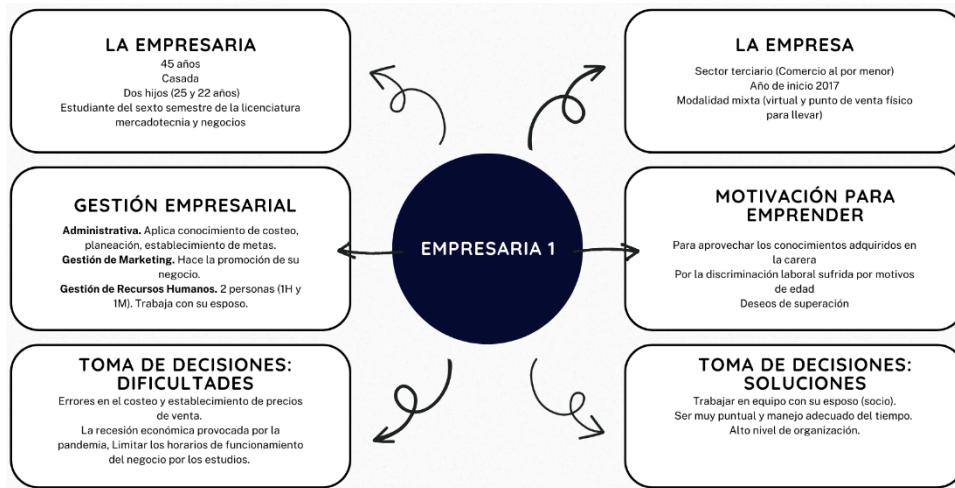 LA EMPRESARIA
45 años
Casada
Dos hijos (25 y 22 años)
Estudiante del sexto semestre de la licenciatura
mercadotecnia y negocios
LA EMPRESA
Sector terciario (Comercio al por menor)
Año de inicio 2017
Modalidad mixta (virtual y punto de venta físico
para llevar)
GESTIÓN EMPRESARIAL
Administrativa. Aplica conocimiento de costeo,
planeación, establecimiento de metas.
Gestión de Marketing. Hace la promoción de su
negocio.
Gestión de Recursos Humanos. 2 personas (1H y
1M). Trabaja con su esposo.
EMPRESARIA 1
MOTIVACIÓN PARA
EMPRENDER
Para aprovechar los conocimientos adquiridos en
la carera
Por la discriminación laboral sufrida por motivos
de edad
Deseos de superación
TOMA DE DECISIONES:
DIFICULTADES
Errores en el costeo y establecimiento de precios
de venta.
La recesión económica provocada por la
pandemia, Limitar los horarios de funcionamiento
del negocio por los estudios.
TOMA DE DECISIONES:
SOLUCIONES
Trabajar en equipo con su esposo (socio).
Ser muy puntual y manejo adecuado del tiempo.
Alto nivel de organización.